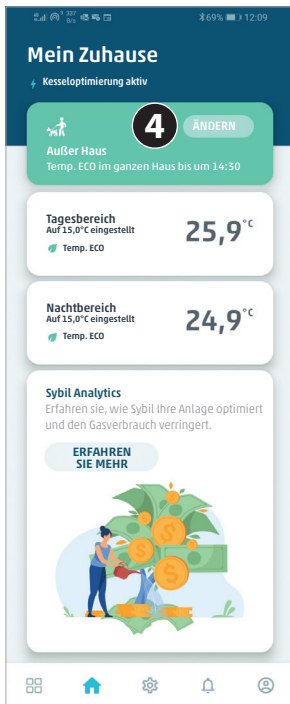 337 B/s 69% 12:09
Mein Zuhause
Kesseloptimierung aktiv
4 ÄNDERN
Außer Haus
Temp. ECO im ganzen Haus bis um 14:30
Tagesbereich
Auf 15,0°C eingestellt
25,9°C
Temp. ECO
Nachtbereich
Auf 15,0°C eingestellt
24,9°C
Temp. ECO
Sybil Analytics
Erfahren sie, wie Sybil Ihre Anlage optimiert
und den Gasverbrauch verringert.
ERFAHREN
SIE MEHR